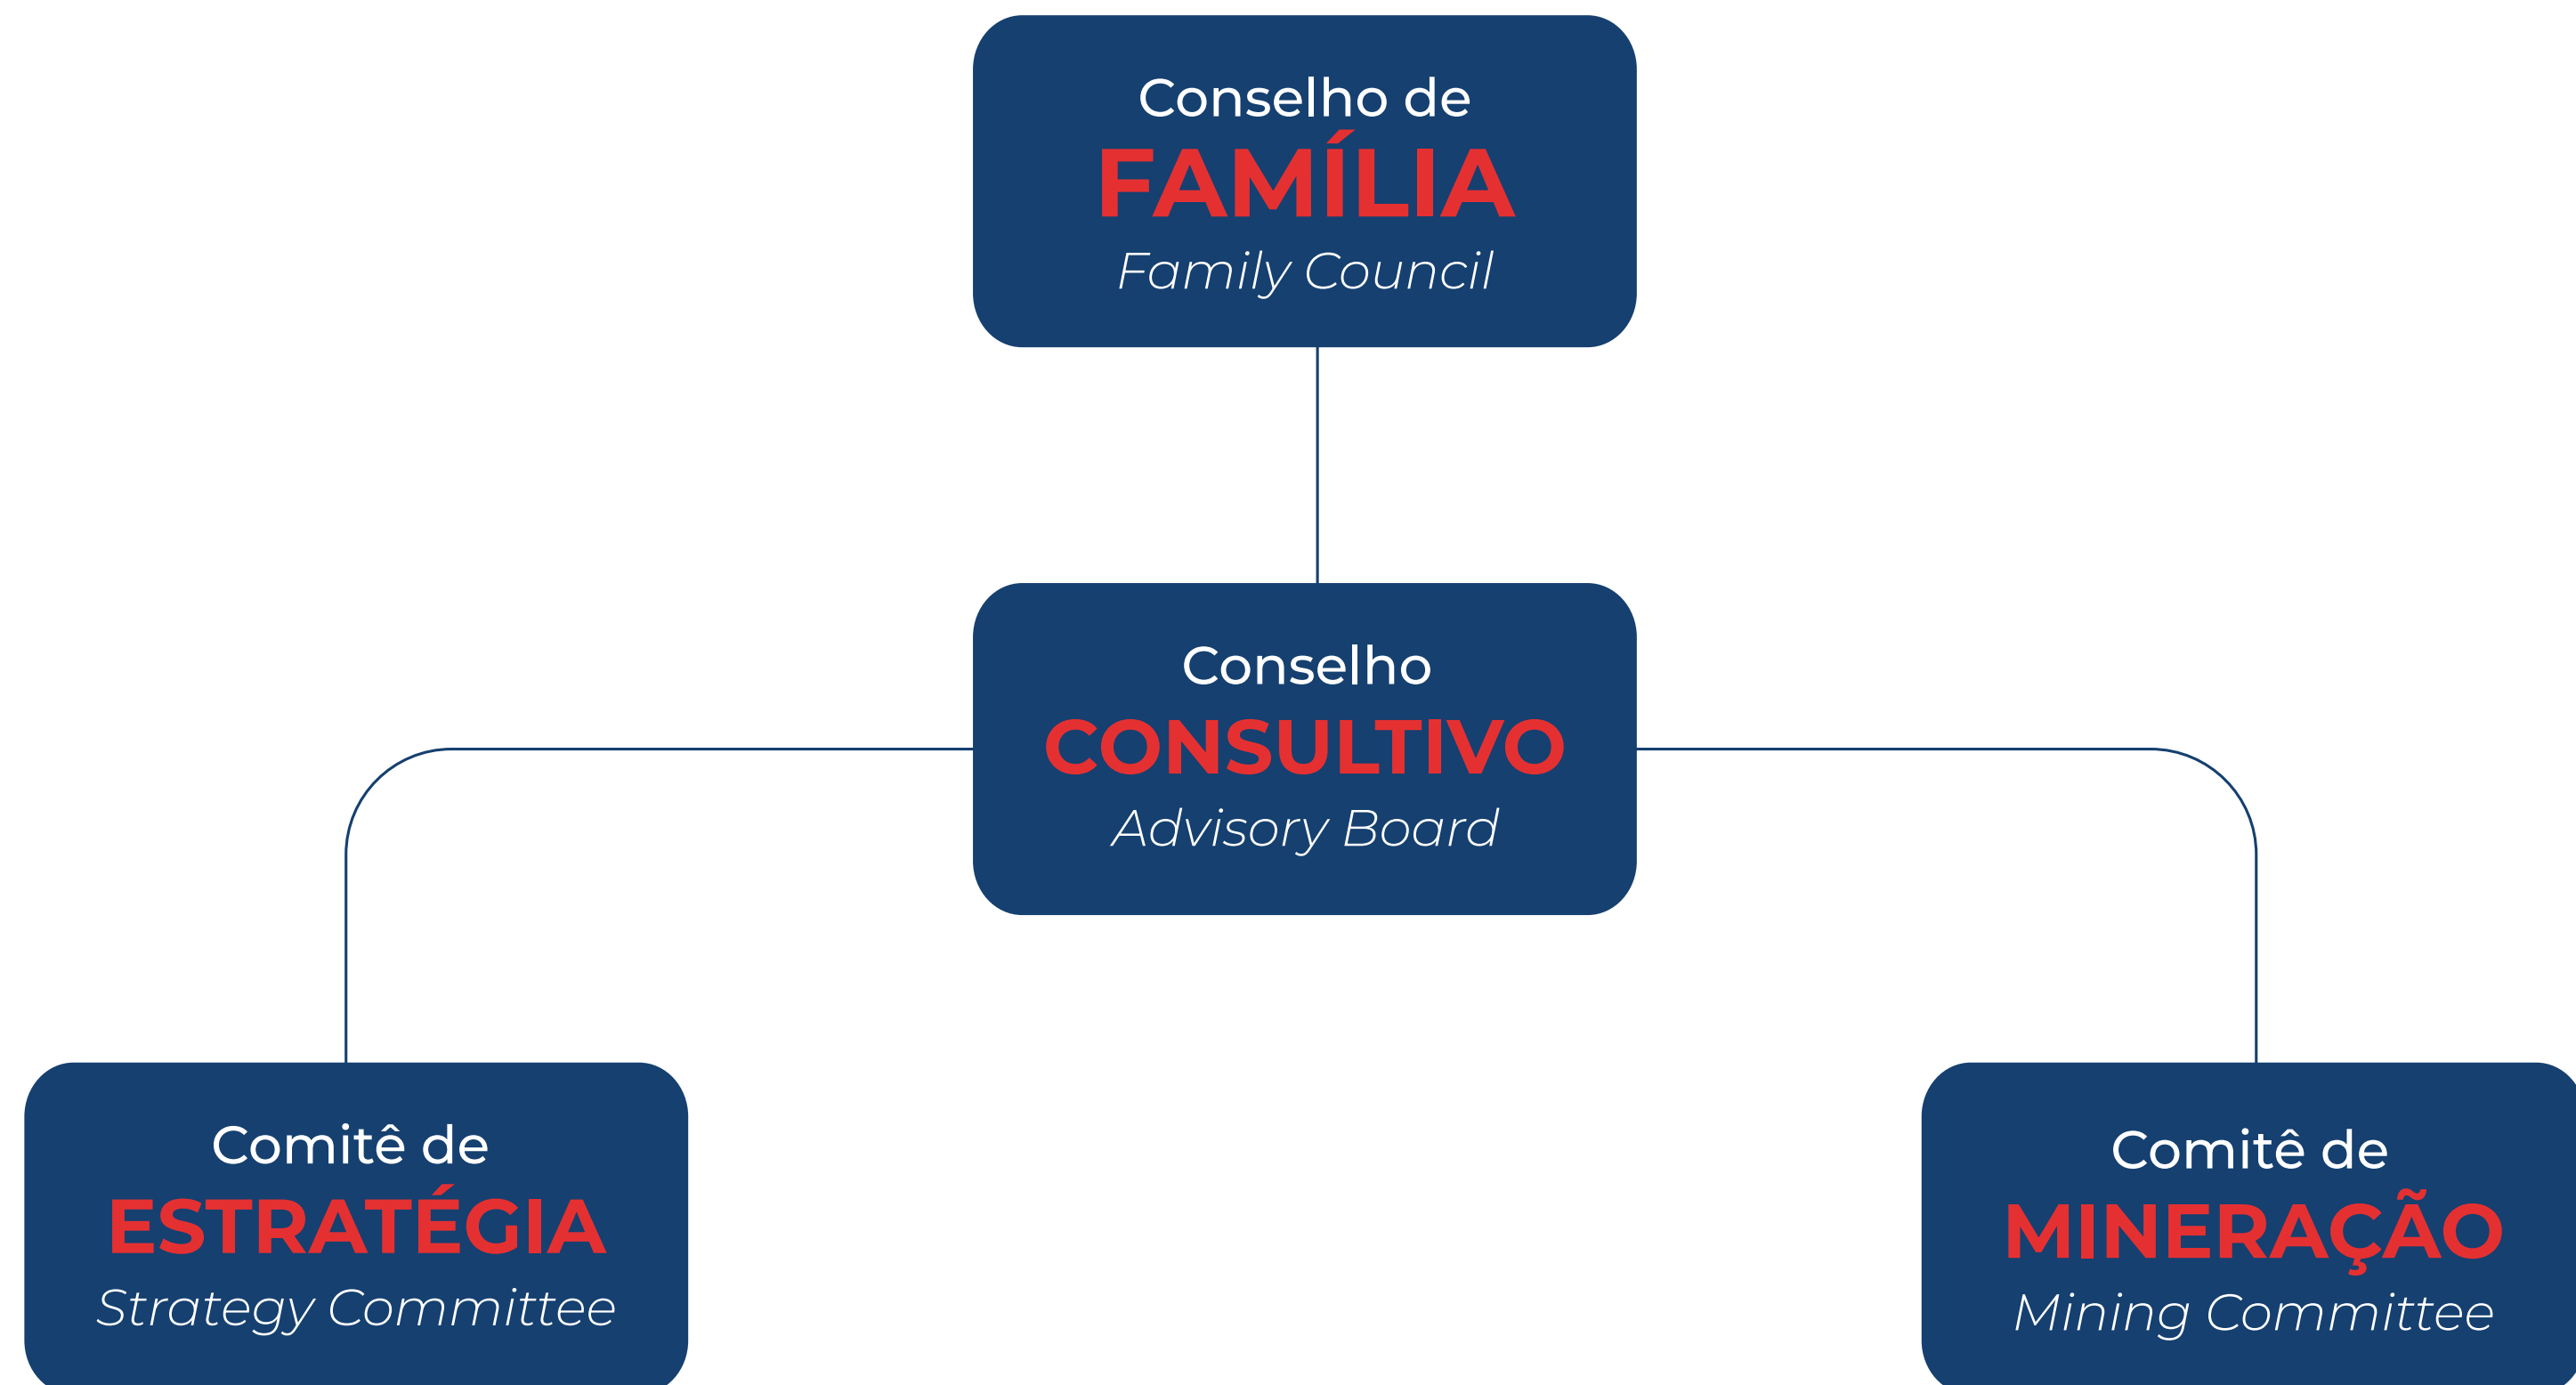 Conselho de
FAMÍLIA
Family Council
Conselho
CONSULTIVO
Advisory Board
Comitê de
ESTRATÉGIA
Strategy Committee
Comitê de
MINERAÇÃO
Mining Committee